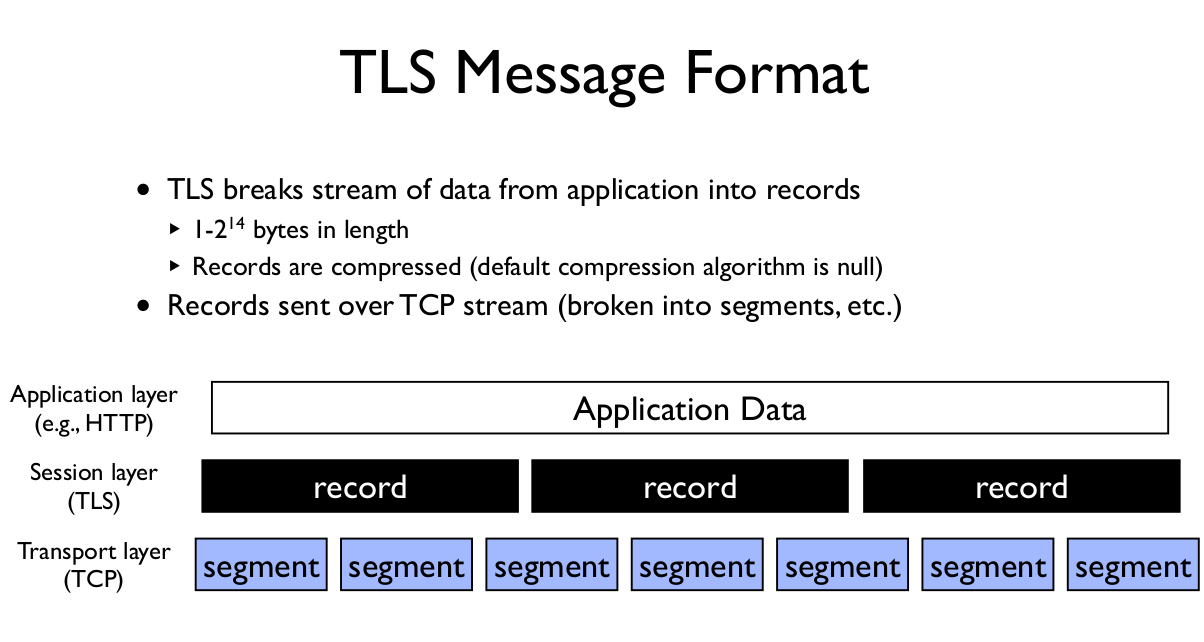 TLS Message Format
• TLS breaks stream of data from application into records
‣ 1-2¹⁴ bytes in length
‣ Records are compressed (default compression algorithm is null)
• Records sent over TCP stream (broken into segments, etc.)
Application layer
(e.g., HTTP)
Application Data
Session layer
(TLS)
record record record
Transport layer
(TCP)
segment segment segment segment segment segment segment